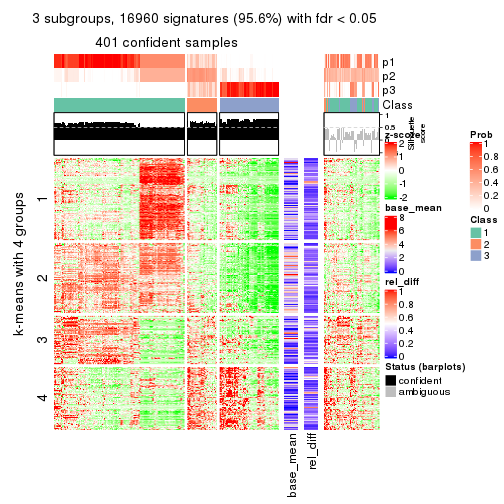 3 subgroups, 16960 signatures (95.6%) with fdr < 0.05
401 confident samples
p1
p2
p3
Class
1
0.5
0
Silhouette
score
z-score
2
1
0
-1
-2
base_mean
8
6
4
2
0
rel_diff
1
0.8
0.6
0.4
0.2
0
Status (barplots)
confident
ambiguous
Prob
1
0.8
0.6
0.4
0.2
0
Class
1
2
3
k-means with 4 groups
1
2
3
4
base_mean
rel_diff